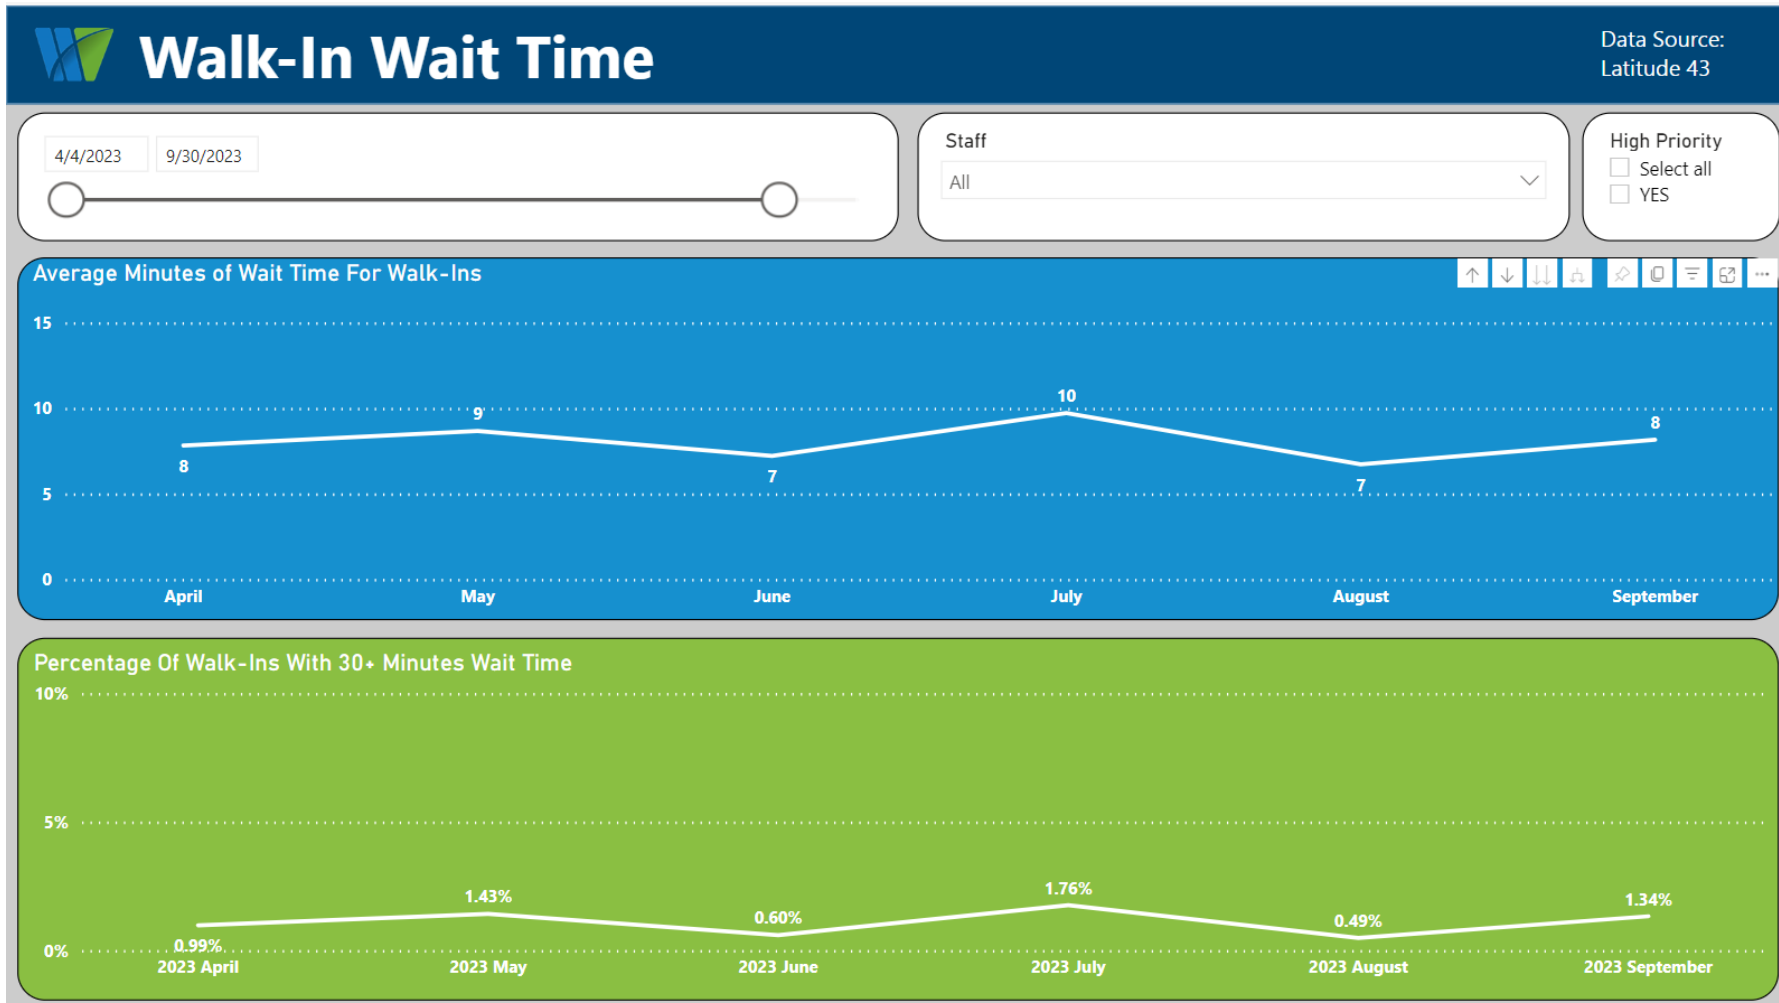 Walk-In Wait Time
Data Source:
Latitude 43
4/4/2023
9/30/2023
Staff
All
High Priority
Select all
YES
Average Minutes of Wait Time For Walk-Ins
15
10
5
0
8
9
7
10
7
8
April
May
June
July
August
September
Percentage Of Walk-Ins With 30+ Minutes Wait Time
10%
5%
0%
0.99%
1.43%
0.60%
1.76%
0.49%
1.34%
2023 April
2023 May
2023 June
2023 July
2023 August
2023 September